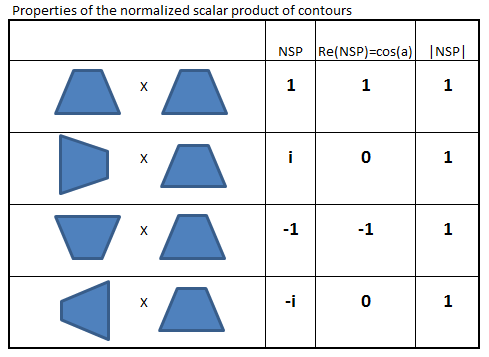 Properties of the normalized scalar product of contours
NSP Re(NSP)=cos(a) |NSP|
x 1 1 1
x i 0 1
x -1 -1 1
x -i 0 1